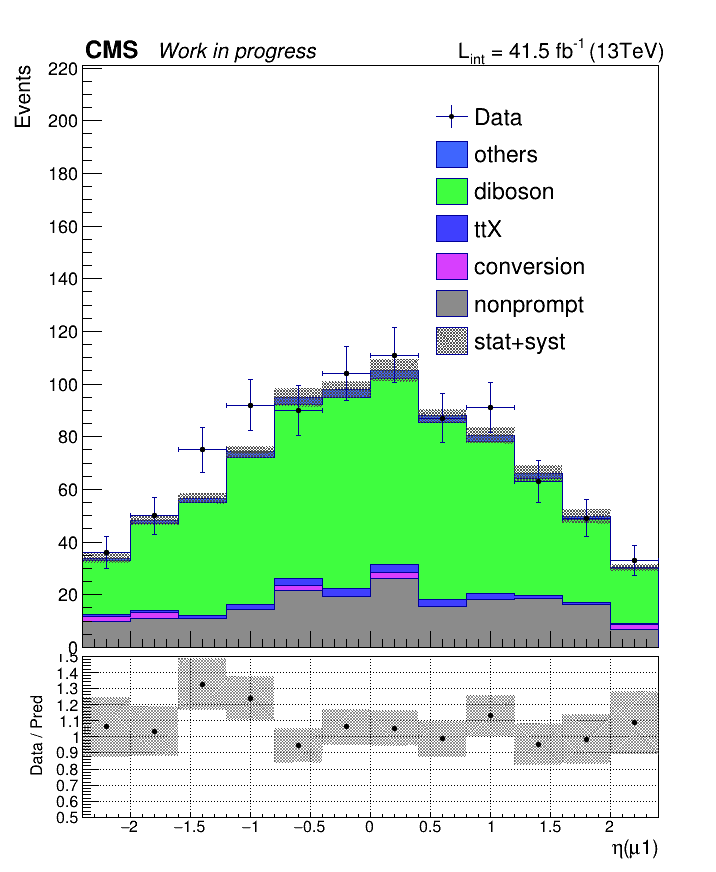 CMS Work in progress L_int = 41.5 fb⁻¹ (13TeV)
Events
220
200
180
160
140
120
100
80
60
40
20
0
Data
others
diboson
ttX
conversion
nonprompt
stat+syst
Data / Pred
1.5
1.4
1.3
1.2
1.1
1
0.9
0.8
0.7
0.6
0.5
−2 −1.5 −1 −0.5 0 0.5 1 1.5 2
η(μ1)